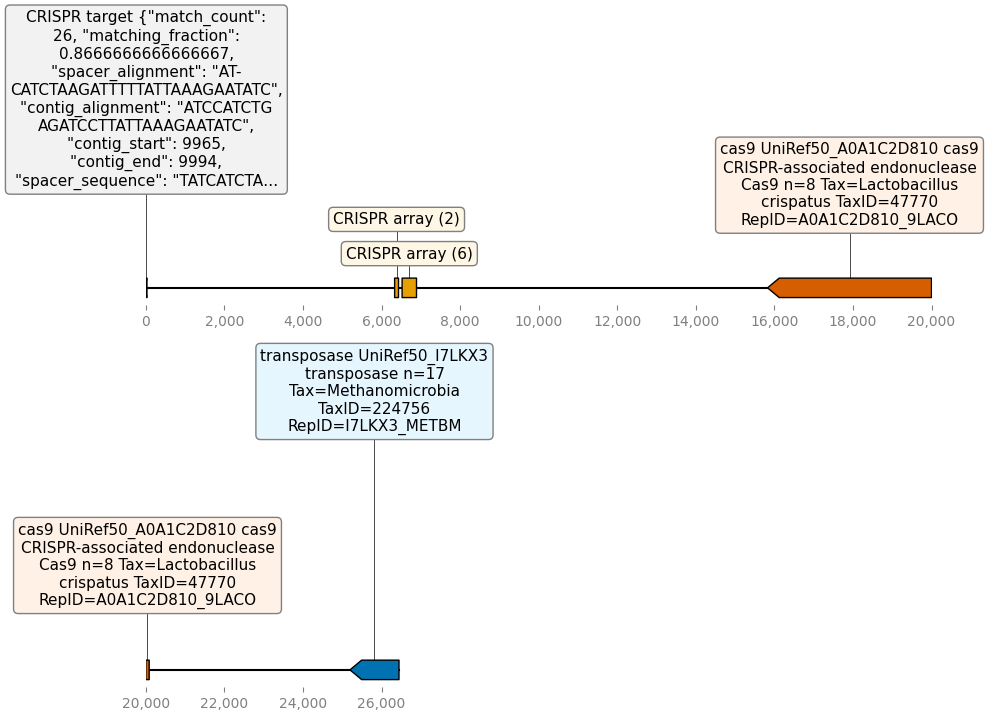 CRISPR target {"match_count":
26, "matching_fraction":
0.8666666666666667,
"spacer_alignment": "AT-
CATCTAAGATTTTTATTAAAGAATATC",
"contig_alignment": "ATCCATCTG
AGATCCTTATTAAAGAATATC",
"contig_start": 9965,
"contig_end": 9994,
"spacer_sequence": "TATCATCTA...
cas9 UniRef50_A0A1C2D810 cas9
CRISPR-associated endonuclease
Cas9 n=8 Tax=Lactobacillus
crispatus TaxID=47770
RepID=A0A1C2D810_9LACO
CRISPR array (2)
CRISPR array (6)
0 2,000 4,000 6,000 8,000 10,000 12,000 14,000 16,000 18,000 20,000
transposase UniRef50_I7LKX3
transposase n=17
Tax=Methanomicrobia
TaxID=224756
RepID=I7LKX3_METBM
cas9 UniRef50_A0A1C2D810 cas9
CRISPR-associated endonuclease
Cas9 n=8 Tax=Lactobacillus
crispatus TaxID=47770
RepID=A0A1C2D810_9LACO
20,000 22,000 24,000 26,000